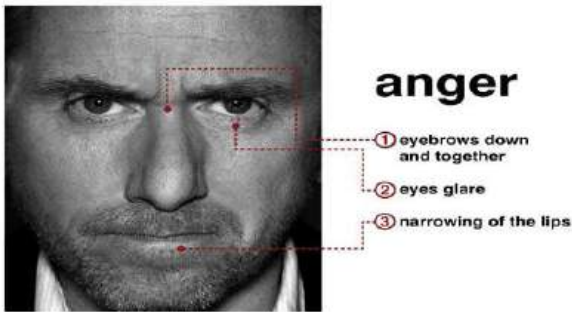 anger
1 eyebrows down
and together
2 eyes glare
3 narrowing of the lips